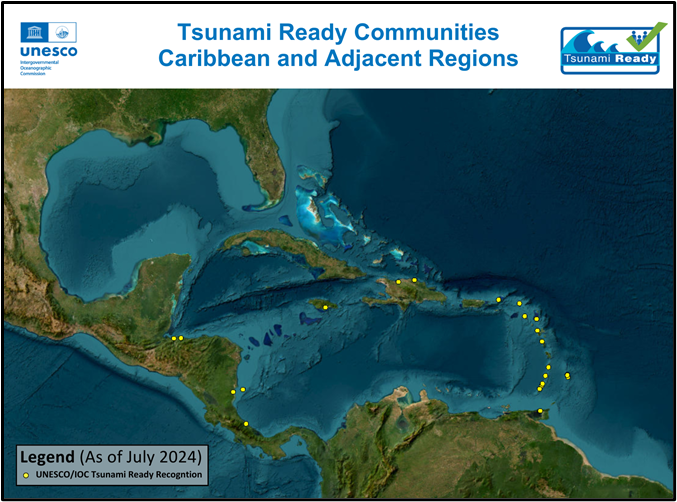 unesco
Intergovernmental
Oceanographic
Commission
Tsunami Ready Communities
Caribbean and Adjacent Regions
Tsunami Ready
Legend (As of July 2024)
UNESCO/IOC Tsunami Ready Recogntion